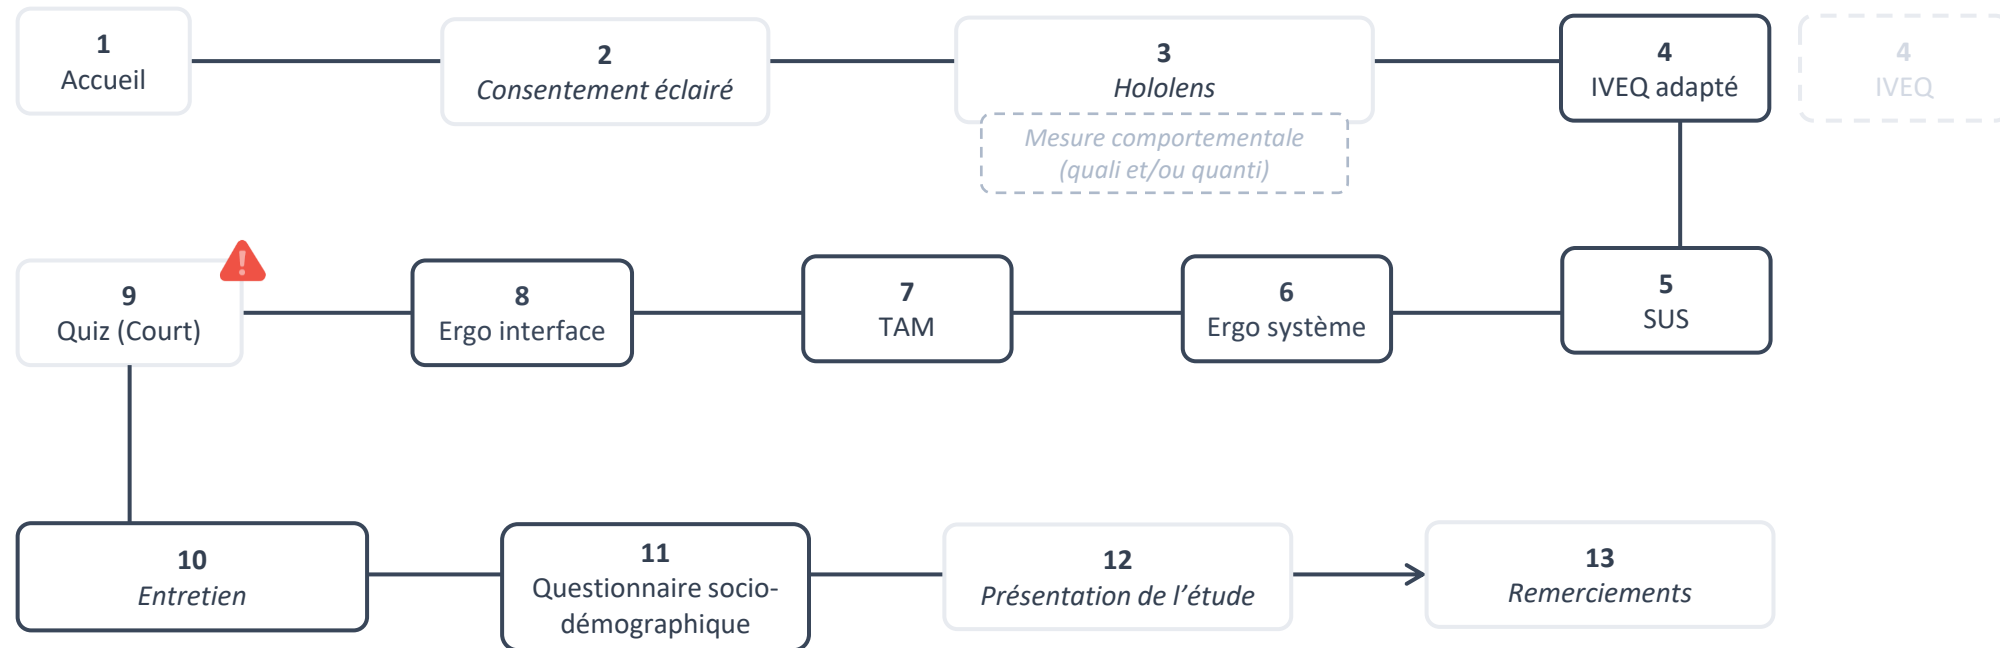 1
Accueil
2
Consentement éclairé
3
Hololens
Mesure comportementale
(quali et/ou quanti)
4
IVEQ adapté
4
IVEQ
9
Quiz (Court)
!
8
Ergo interface
7
TAM
6
Ergo système
5
SUS
10
Entretien
11
Questionnaire socio-
démographique
12
Présentation de l’étude
13
Remerciements